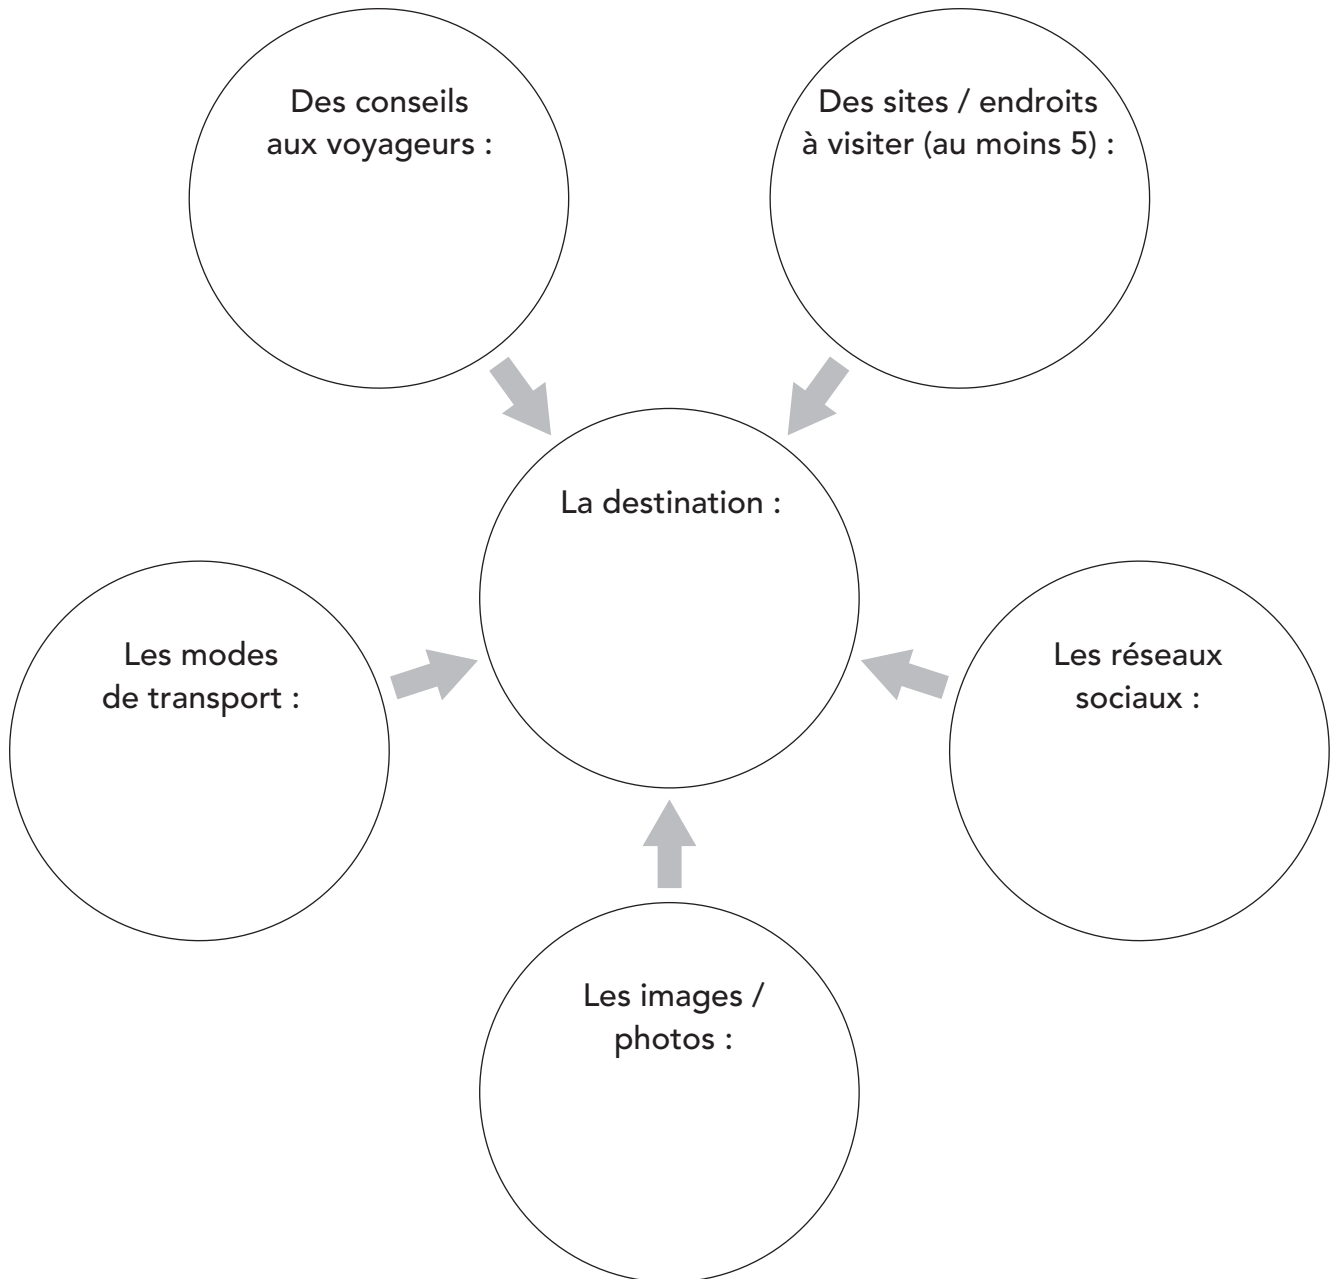 Des conseils
aux voyageurs :
Des sites / endroits
à visiter (au moins 5) :
La destination :
Les modes
de transport :
Les réseaux
sociaux :
Les images /
photos :